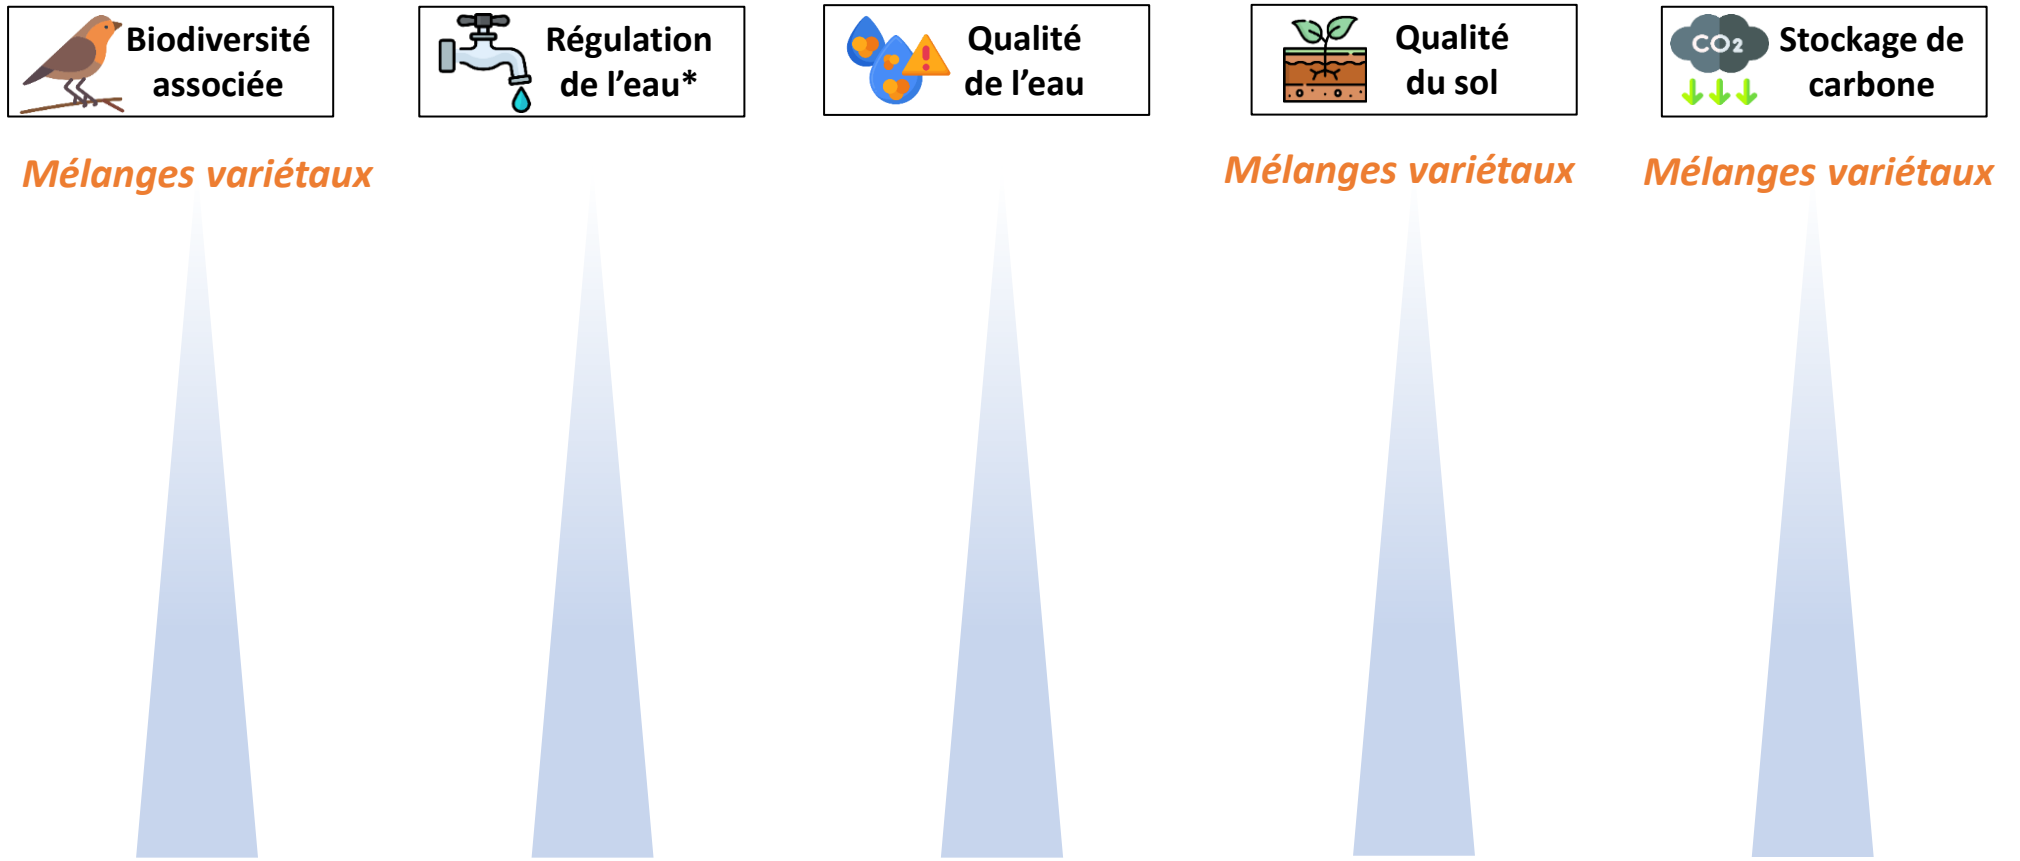 Biodiversité
associée
Régulation
de l’eau*
Qualité
de l’eau
Qualité
du sol
CO2
Stockage de
carbone
Mélanges variétaux
Mélanges variétaux
Mélanges variétaux